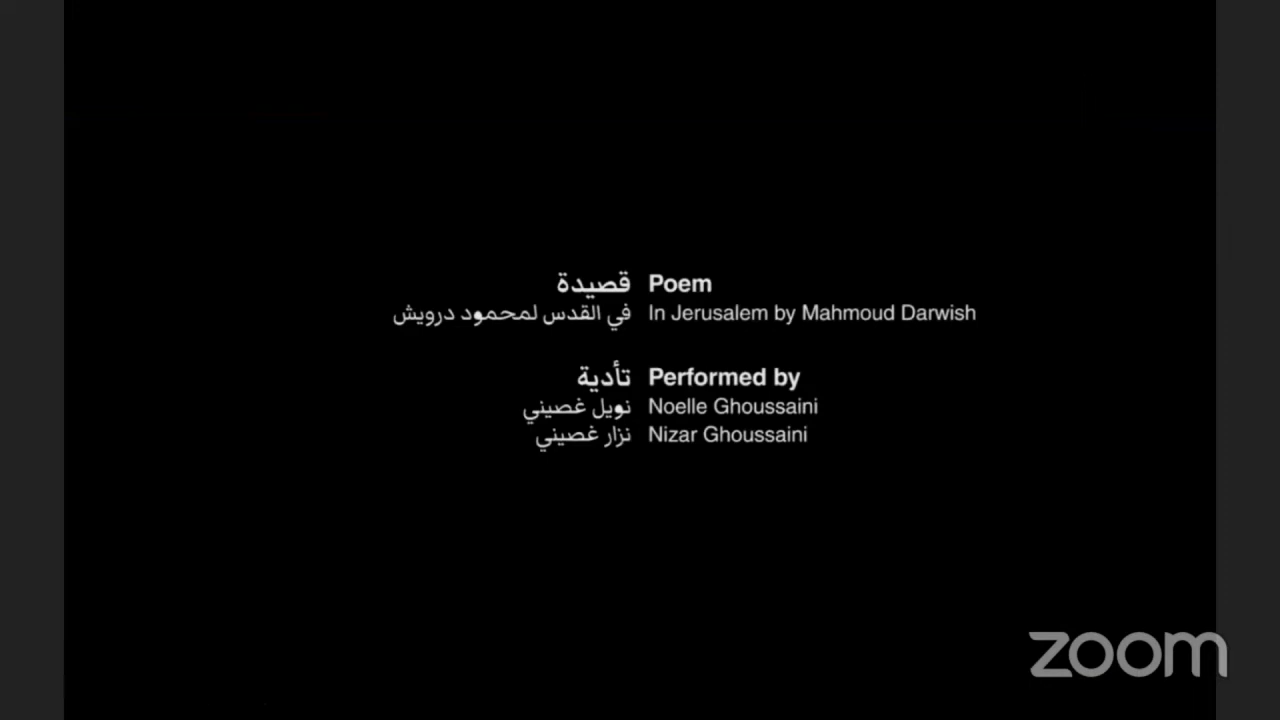 قصيدة Poem
في القدس لمحمود درويش In Jerusalem by Mahmoud Darwish
تأدية Performed by
نويل غصيني Noelle Ghoussaini
نزار غصيني Nizar Ghoussaini
zoom